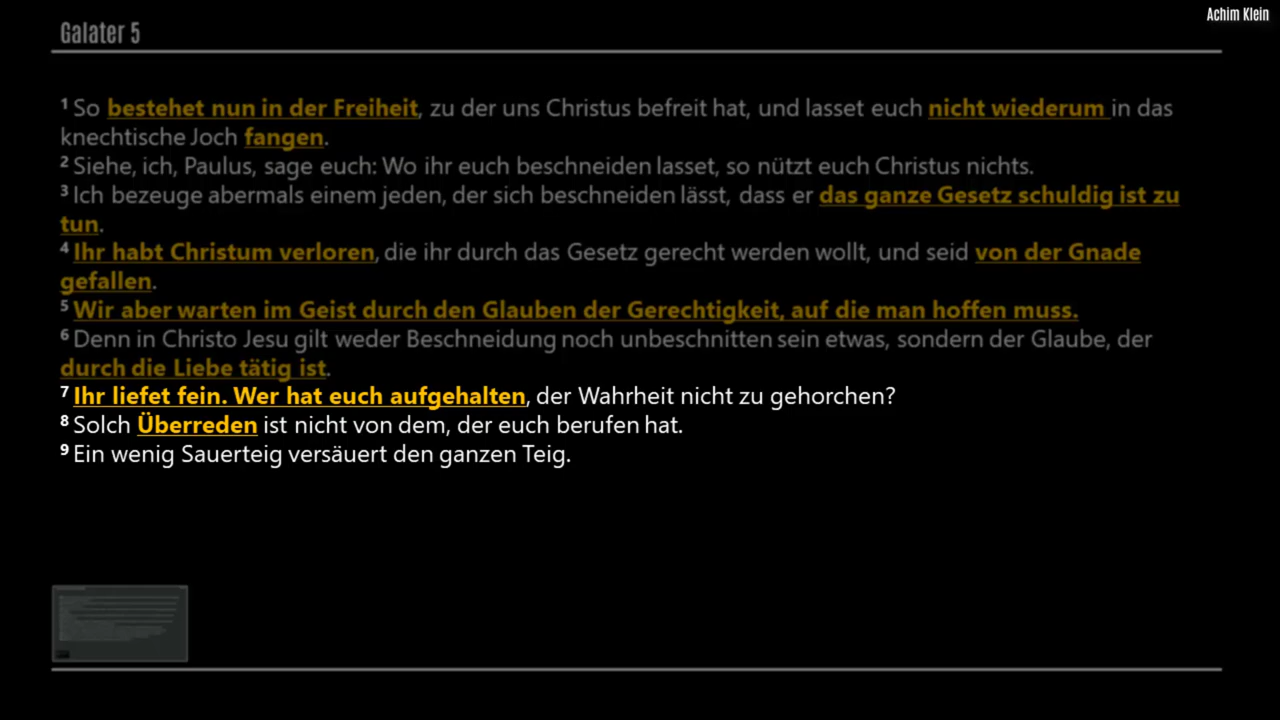 Achim Klein
Galater 5
¹ So bestehet nun in der Freiheit, zu der uns Christus befreit hat, und lasset euch nicht wiederum in das
knechtische Joch fangen.
² Siehe, ich, Paulus, sage euch: Wo ihr euch beschneiden lasset, so nützt euch Christus nichts.
³ Ich bezeuge abermals einem jeden, der sich beschneiden lässt, dass er das ganze Gesetz schuldig ist zu
tun.
⁴ Ihr habt Christum verloren, die ihr durch das Gesetz gerecht werden wollt, und seid von der Gnade
gefallen.
⁵ Wir aber warten im Geist durch den Glauben der Gerechtigkeit, auf die man hoffen muss.
⁶ Denn in Christo Jesu gilt weder Beschneidung noch unbeschnitten sein etwas, sondern der Glaube, der
durch die Liebe tätig ist.
⁷ Ihr liefet fein. Wer hat euch aufgehalten, der Wahrheit nicht zu gehorchen?
⁸ Solch Überreden ist nicht von dem, der euch berufen hat.
⁹ Ein wenig Sauerteig versäuert den ganzen Teig.